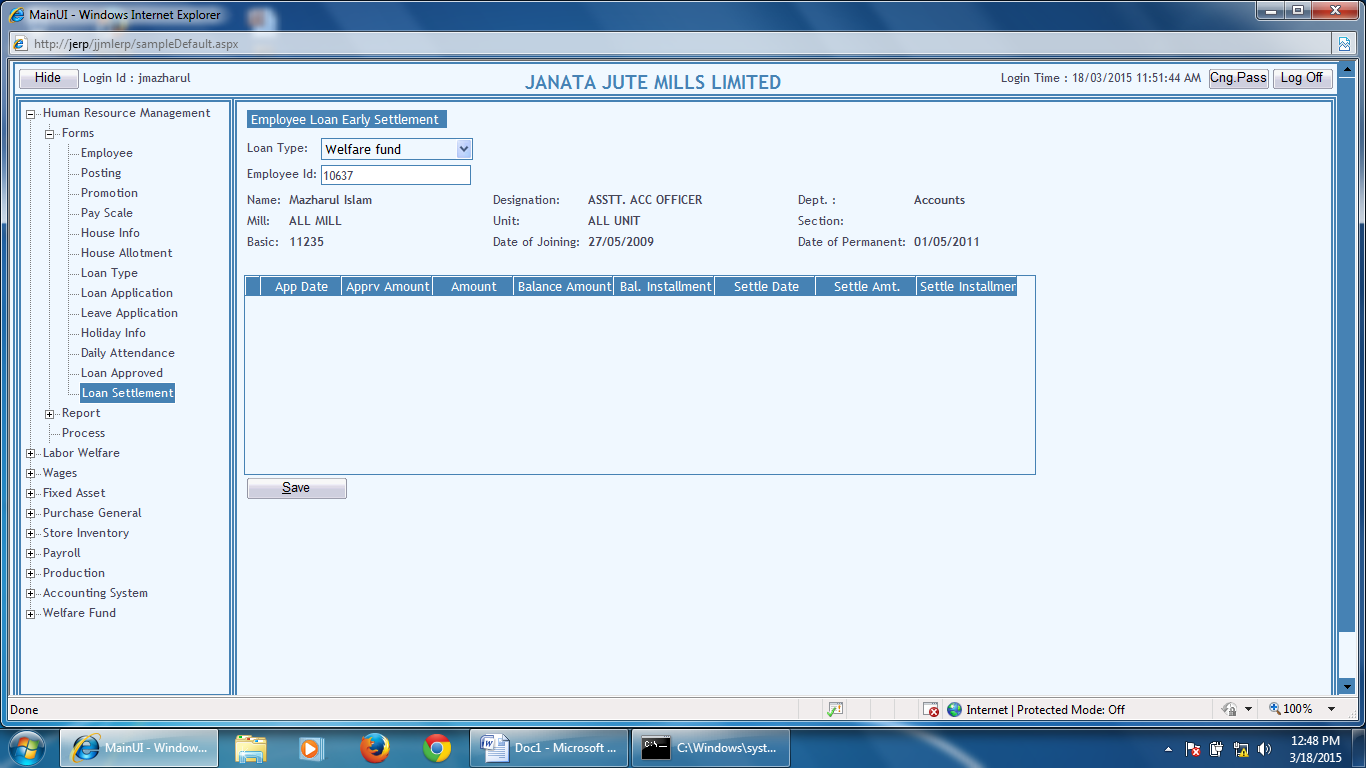 MainUI - Windows Internet Explorer
http://jerp/jjmlerp/sampleDefault.aspx
Hide Login Id : jmazharul JANATA JUTE MILLS LIMITED Login Time : 18/03/2015 11:51:44 AM Cng.Pass Log Off
Human Resource Management
Forms
Employee
Posting
Promotion
Pay Scale
House Info
House Allotment
Loan Type
Loan Application
Leave Application
Holiday Info
Daily Attendance
Loan Approved
Loan Settlement
Report
Process
Labor Welfare
Wages
Fixed Asset
Purchase General
Store Inventory
Payroll
Production
Accounting System
Welfare Fund
Employee Loan Early Settlement
Loan Type: Welfare fund
Employee Id: 10637
Name: Mazharul Islam Designation: ASSTT. ACC OFFICER Dept. : Accounts
Mill: ALL MILL Unit: ALL UNIT Section:
Basic: 11235 Date of Joining: 27/05/2009 Date of Permanent: 01/05/2011
App Date Apprv Amount Amount Balance Amount Bal. Installment Settle Date Settle Amt. Settle Installmer
Save
Done Internet | Protected Mode: Off 100%
MainUI - Window... Doc1 - Microsoft ... C:\Windows\syst... 12:48 PM
3/18/2015